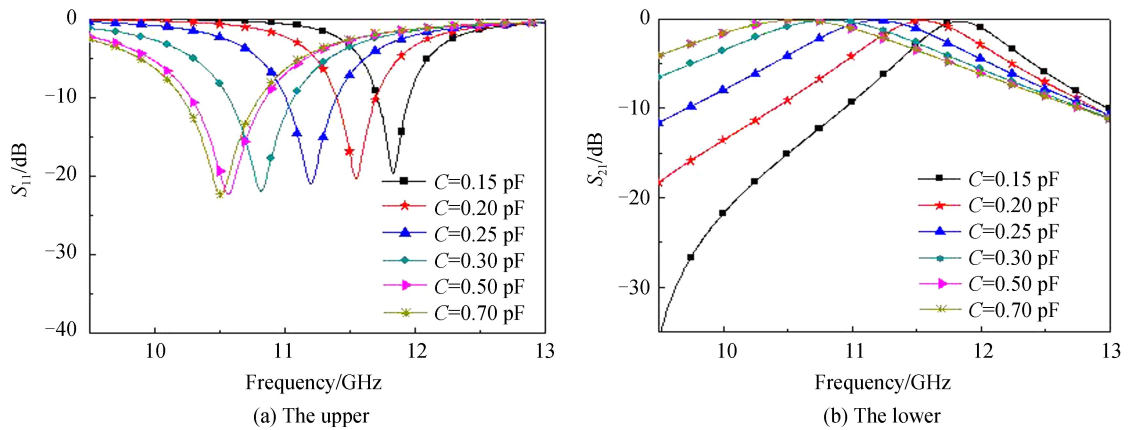 0
−10
−20
−30
−40
S11/dB
C=0.15 pF
C=0.20 pF
C=0.25 pF
C=0.30 pF
C=0.50 pF
C=0.70 pF
10 11 12 13
Frequency/GHz
(a) The upper
0
−10
−20
−30
S21/dB
C=0.15 pF
C=0.20 pF
C=0.25 pF
C=0.30 pF
C=0.50 pF
C=0.70 pF
10 11 12 13
Frequency/GHz
(b) The lower